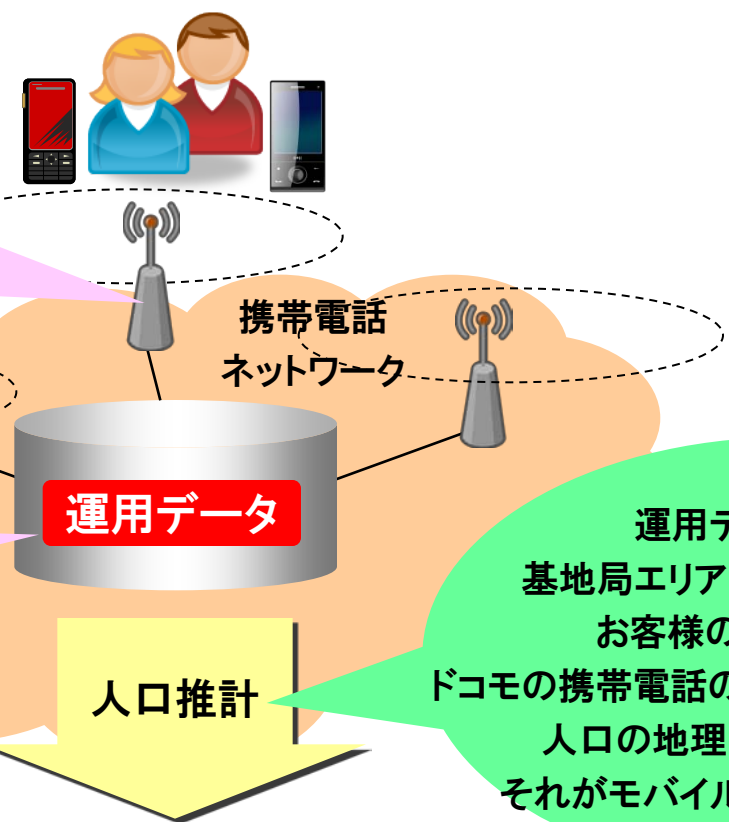 携帯電話
ネットワーク
運用データ
人口推計
運用デ
基地局エリア
お客様の
ドコモの携帯電話の
人口の地理
それがモバイル